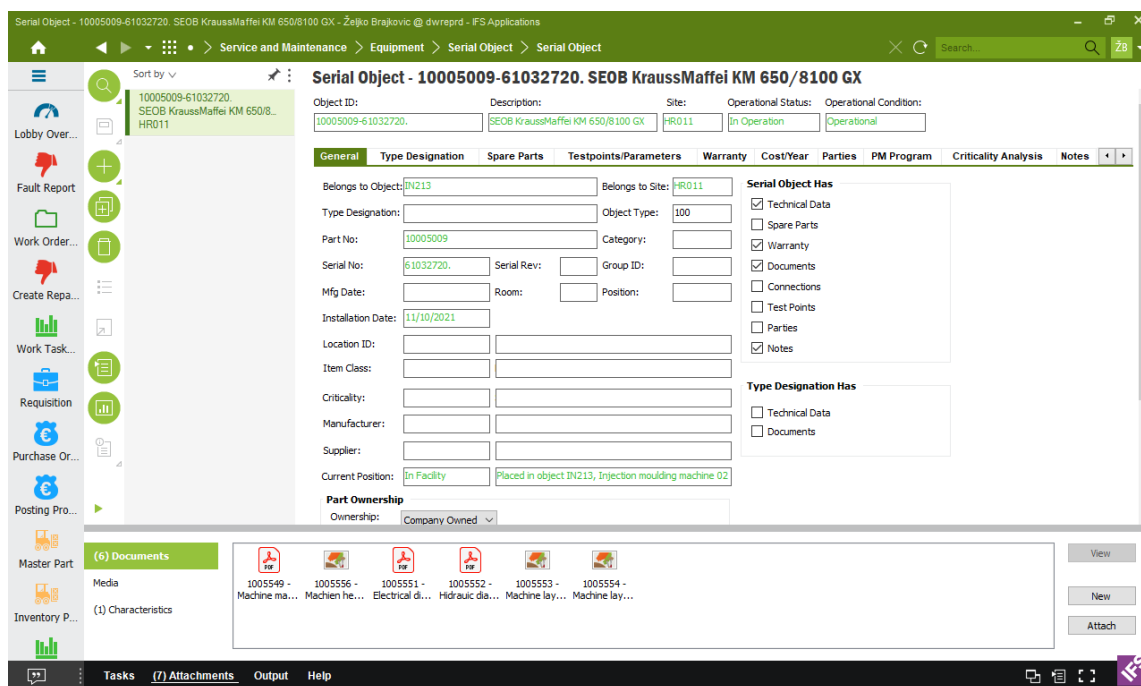 Serial Object - 10005009-61032720. SEOB KraussMaffei KM 650/8100 GX - Željko Brajkovic @ dwreprd - IFS Applications
Service and Maintenance > Equipment > Serial Object > Serial Object
Search...
ŽB
Lobby Over...
Fault Report
Work Order...
Create Repa...
Work Task...
Requisition
Purchase Or...
Posting Pro...
Master Part
Inventory P...
Sort by
10005009-61032720.
SEOB KraussMaffei KM 650/8...
HR011
Serial Object - 10005009-61032720. SEOB KraussMaffei KM 650/8100 GX
Object ID: Description: Site: Operational Status: Operational Condition:
10005009-61032720. SEOB KraussMaffei KM 650/8100 GX HR011 In Operation Operational
General Type Designation Spare Parts Testpoints/Parameters Warranty Cost/Year Parties PM Program Criticality Analysis Notes
Belongs to Object: IN213 Belongs to Site: HR011
Type Designation: Object Type: 100
Part No: 10005009 Category:
Serial No: 61032720. Serial Rev: Group ID:
Mfg Date: Room: Position:
Installation Date: 11/10/2021
Location ID:
Item Class:
Criticality:
Manufacturer:
Supplier:
Current Position: In Facility Placed in object IN213, Injection moulding machine 02
Part Ownership
Ownership: Company Owned
Serial Object Has
Technical Data
Spare Parts
Warranty
Documents
Connections
Test Points
Parties
Notes
Type Designation Has
Technical Data
Documents
(6) Documents
Media
(1) Characteristics
1005549 - 1005556 - 1005551 - 1005552 - 1005553 - 1005554 -
Machine ma... Machien he... Electrical di... Hidrauic dia... Machine lay... Machine lay...
View
New
Attach
Tasks (7) Attachments Output Help
IFS